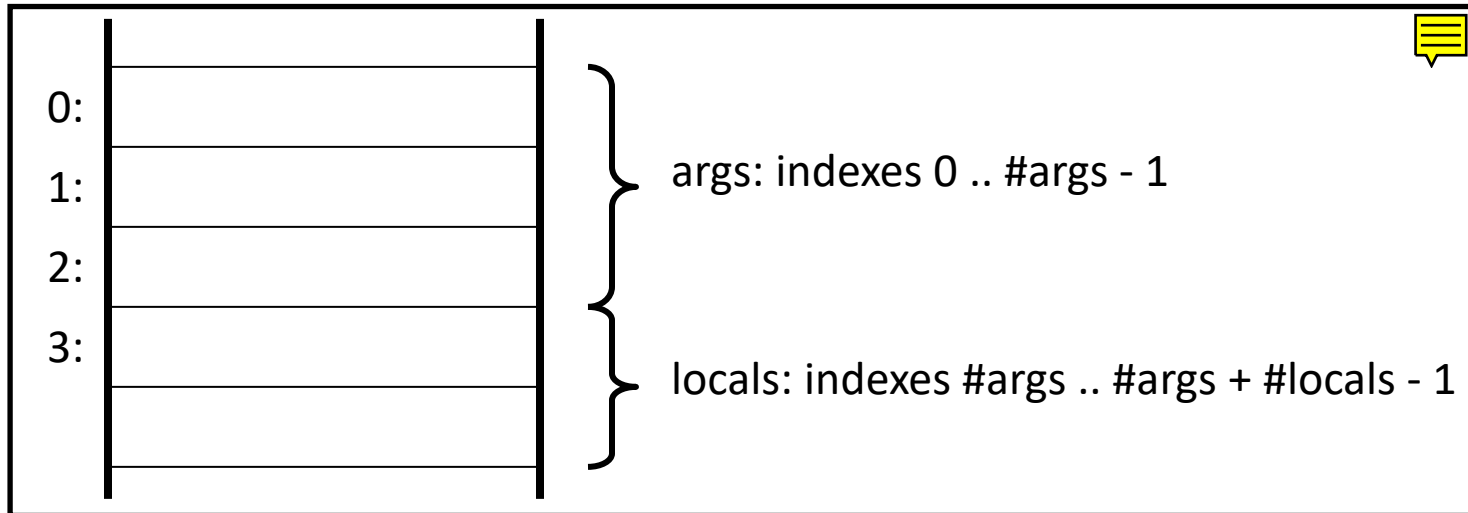 0:
1:
args: indexes 0 .. #args - 1
2:
3:
locals: indexes #args .. #args + #locals - 1